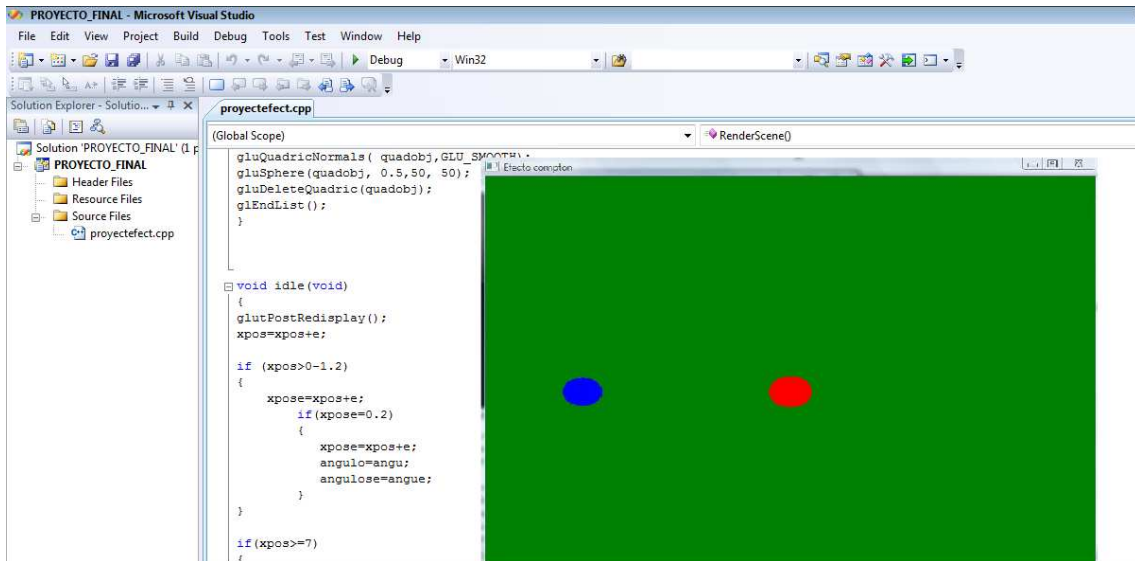 PROYECTO_FINAL - Microsoft Visual Studio
File Edit View Project Build Debug Tools Test Window Help
Debug Win32
Solution Explorer - Solutio...
proyectefect.cpp
(Global Scope) RenderScene()
Solution 'PROYECTO_FINAL' (1 p
PROYECTO_FINAL
Header Files
Resource Files
Source Files
proyectefect.cpp
gluQuadricNormals( quadobj,GLU_SMOOTH);
gluSphere(quadobj, 0.5,50, 50);
gluDeleteQuadric(quadobj);
glEndList();
}
void idle(void)
{
glutPostRedisplay();
xpos=xpos+e;
if (xpos>0-1.2)
{
xpose=xpos+e;
if(xpose=0.2)
{
xpose=xpos+e;
angulo=angu;
angulose=angue;
}
}
if(xpos>=7)
{
Efecto compton